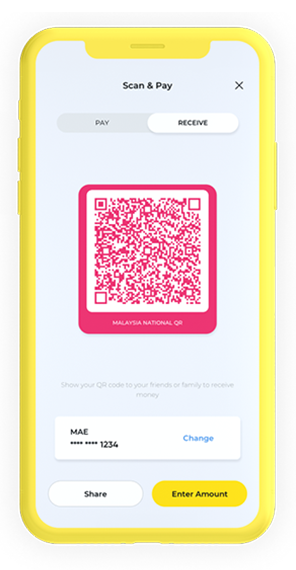 Scan & Pay
PAY
RECEIVE
MALAYSIA NATIONAL QR
Show your QR code to your friends or family to receive
money
MAE
**** **** 1234
Change
Share
Enter Amount